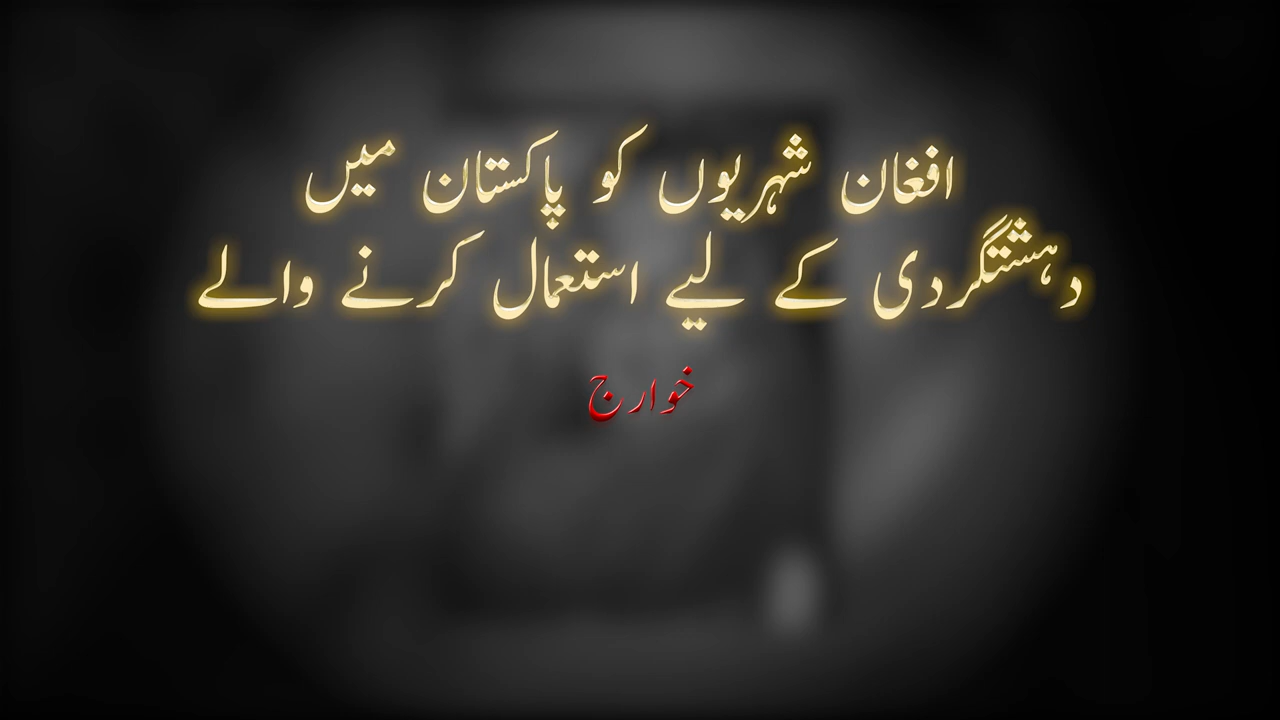 افغان شہریوں کو پاکستان میں
دہشتگردی کے لیے استعمال کرنے والے
خوارج